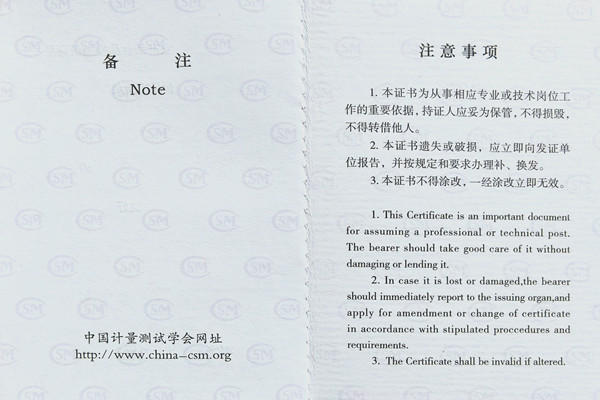 备 注
Note
中国计量测试学会网址
http://www.china-csm.org
注意事项
1. 本证书为从事相应专业或技术岗位工
作的重要依据，持证人应妥为保管，不得损毁，
不得转借他人。
2. 本证书遗失或破损，应立即向发证单
位报告，并按规定和要求办理补、换发。
3. 本证书不得涂改，一经涂改立即无效。
1. This Certificate is an important document
for assuming a professional or technical post.
The bearer should take good care of it without
damaging or lending it.
2. In case it is lost or damaged,the bearer
should immediately report to the issuing organ,and
apply for amendment or change of certificate
in accordance with stipulated proccedures and
requirements.
3. The Certificate shall be invalid if altered.